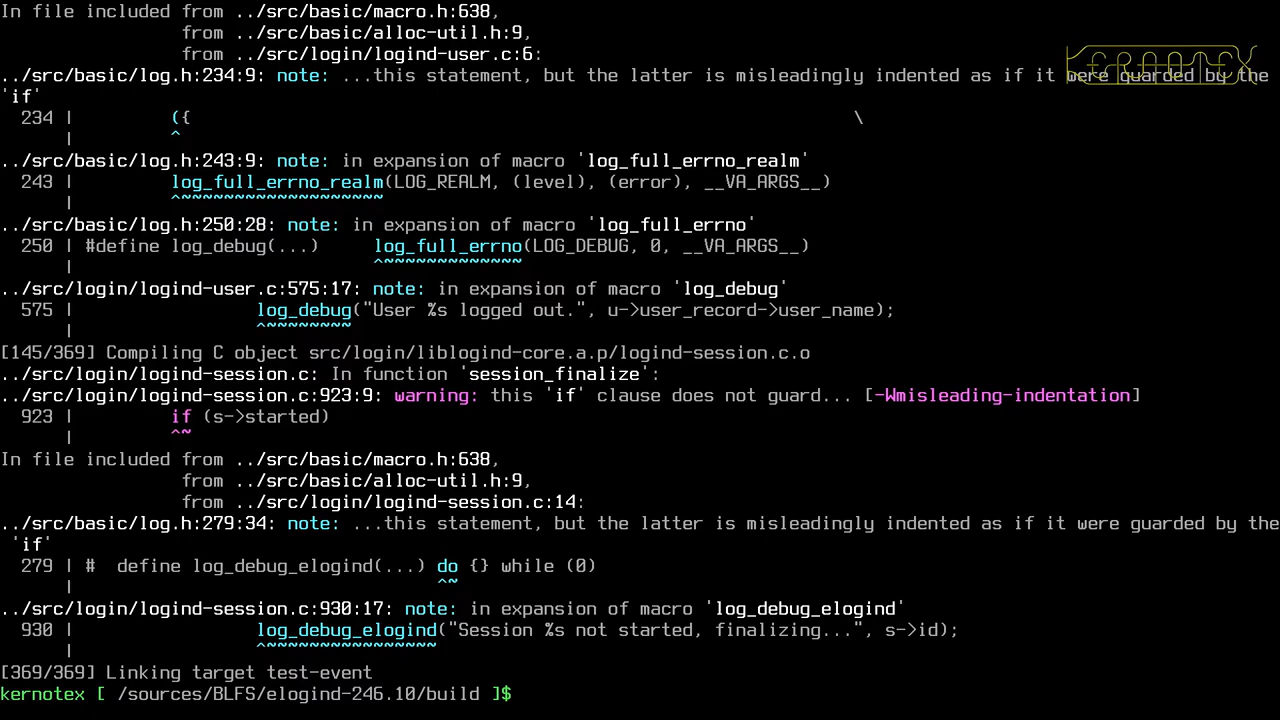 In file included from ../src/basic/macro.h:638,
                 from ../src/basic/alloc-util.h:9,
                 from ../src/login/logind-user.c:6:
KERNOTEX
../src/basic/log.h:234:9: note: ...this statement, but the latter is misleadingly indented as if it were guarded by the
'if'
  234 |         ({                                                              \
      |         ^
../src/basic/log.h:243:9: note: in expansion of macro 'log_full_errno_realm'
  243 |         log_full_errno_realm(LOG_REALM, (level), (error), __VA_ARGS__)
      |         ^~~~~~~~~~~~~~~~~~~~
../src/basic/log.h:250:28: note: in expansion of macro 'log_full_errno'
  250 | #define log_debug(...)     log_full_errno(LOG_DEBUG, 0, __VA_ARGS__)
      |                            ^~~~~~~~~~~~~~
../src/login/logind-user.c:575:17: note: in expansion of macro 'log_debug'
  575 |                 log_debug("User %s logged out.", u->user_record->user_name);
      |                 ^~~~~~~~~
[145/369] Compiling C object src/login/liblogind-core.a.p/logind-session.c.o
../src/login/logind-session.c: In function 'session_finalize':
../src/login/logind-session.c:923:9: warning: this 'if' clause does not guard... [-Wmisleading-indentation]
  923 |         if (s->started)
      |         ^~
In file included from ../src/basic/macro.h:638,
                 from ../src/basic/alloc-util.h:9,
                 from ../src/login/logind-session.c:14:
../src/basic/log.h:279:34: note: ...this statement, but the latter is misleadingly indented as if it were guarded by the
 'if'
  279 | #  define log_debug_elogind(...) do {} while (0)
      |                                  ^~
../src/login/logind-session.c:930:17: note: in expansion of macro 'log_debug_elogind'
  930 |                 log_debug_elogind("Session %s not started, finalizing...", s->id);
      |                 ^~~~~~~~~~~~~~~~~
[369/369] Linking target test-event
kernotex [ /sources/BLFS/elogind-246.10/build ]$